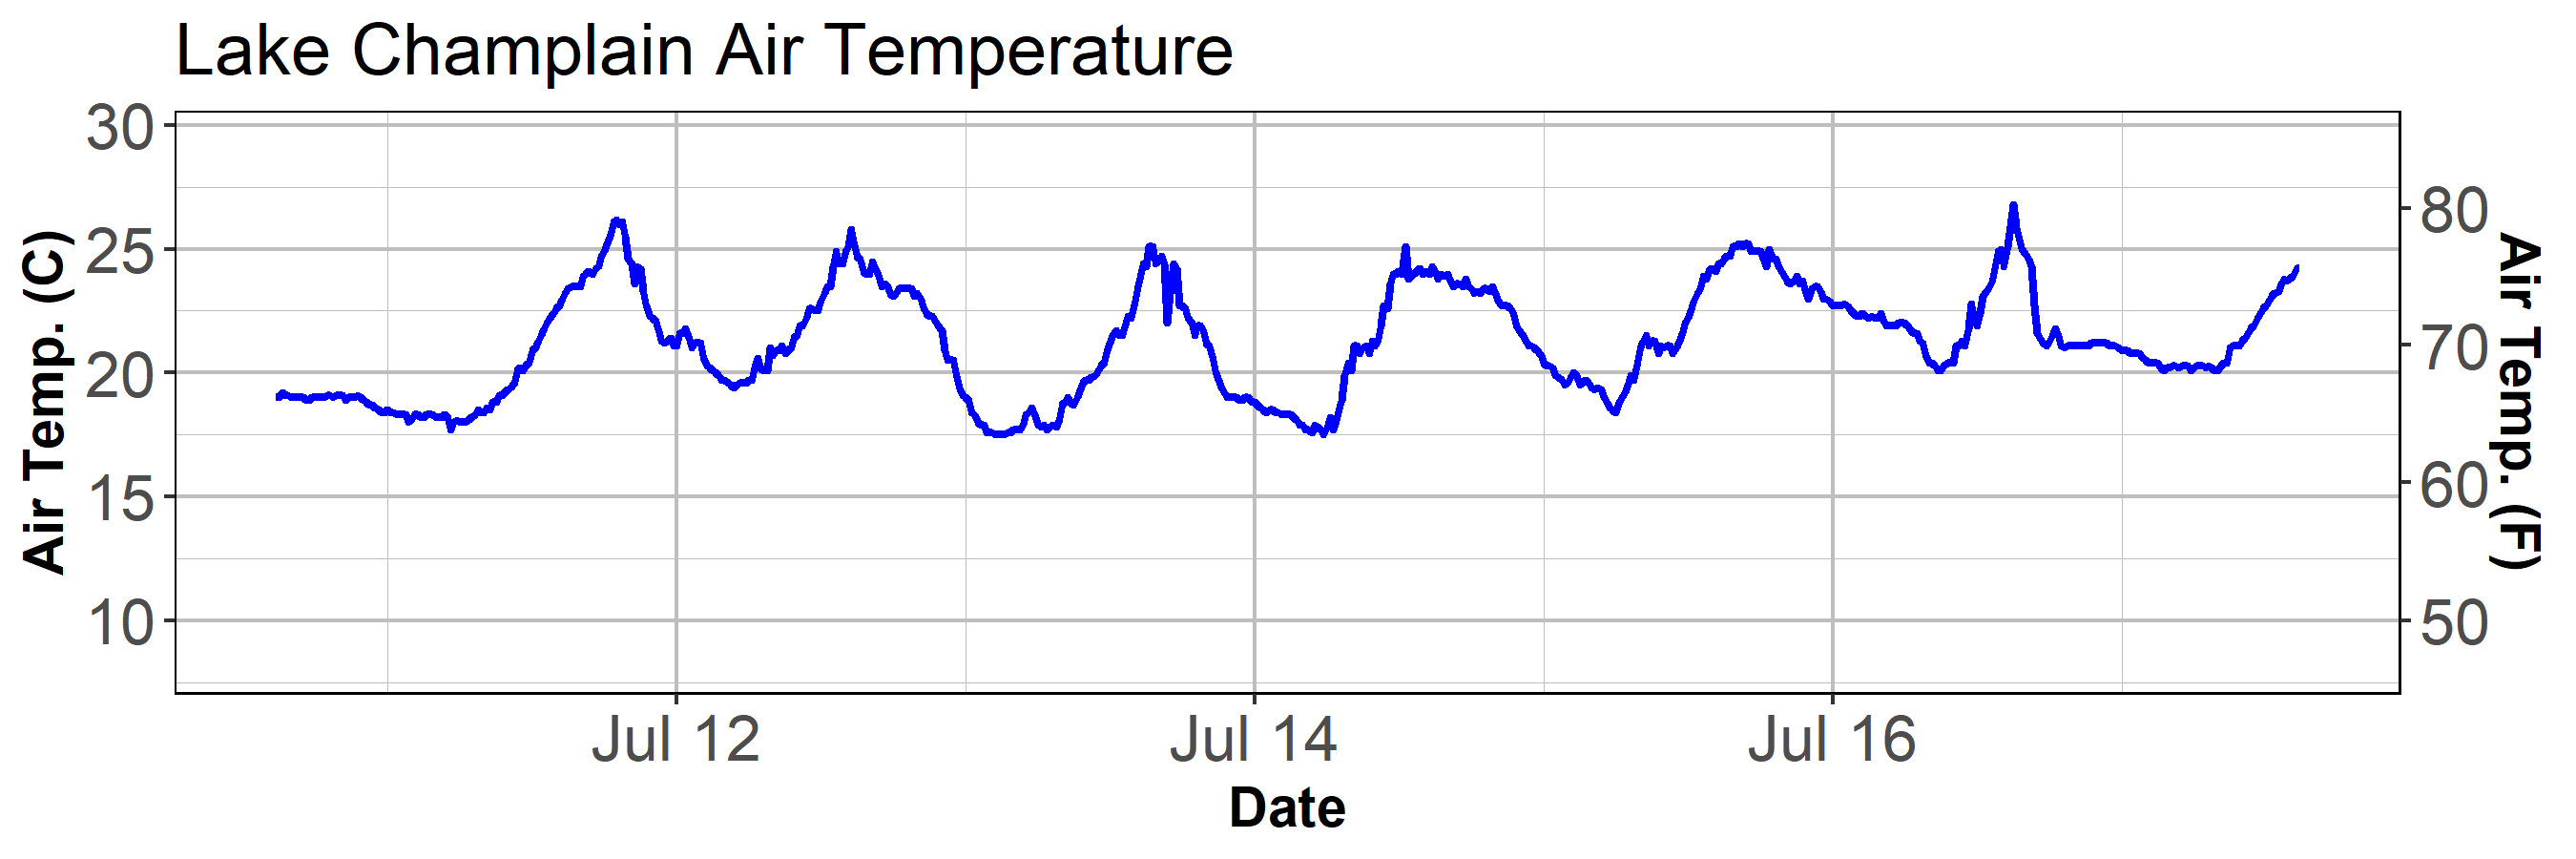 Lake Champlain Air Temperature
Air Temp. (C)
30
25
20
15
10
80
70
60
50
Air Temp. (F)
Jul 12
Jul 14
Jul 16
Date